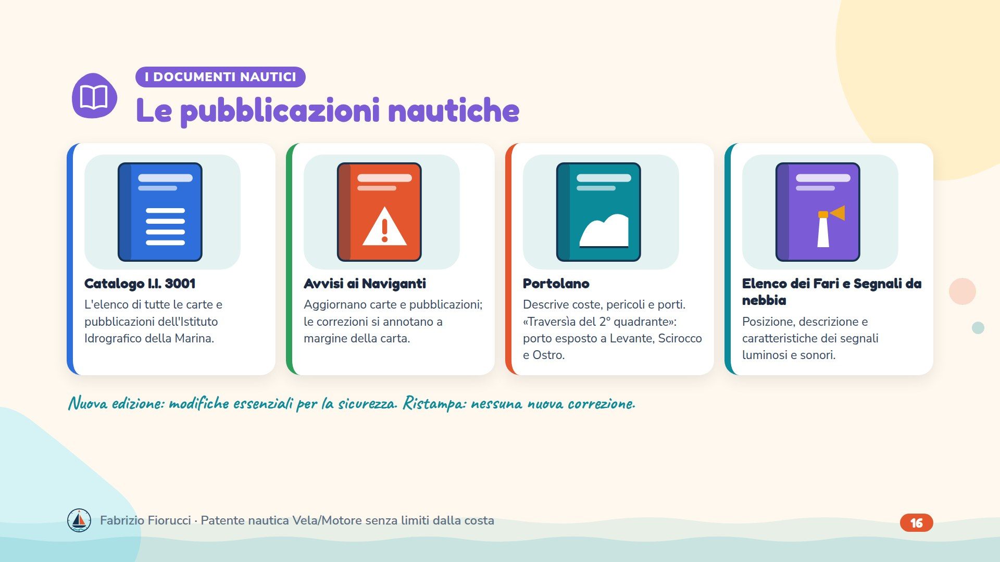 I DOCUMENTI NAUTICI
Le pubblicazioni nautiche
Catalogo I.I. 3001
L'elenco di tutte le carte e
pubblicazioni dell'Istituto
Idrografico della Marina.
Avvisi ai Naviganti
Aggiornano carte e pubblicazioni;
le correzioni si annotano a
margine della carta.
Portolano
Descrive coste, pericoli e porti.
«Traversìa del 2° quadrante»:
porto esposto a Levante, Scirocco
e Ostro.
Elenco dei Fari e Segnali da
nebbia
Posizione, descrizione e
caratteristiche dei segnali
luminosi e sonori.
Nuova edizione: modifiche essenziali per la sicurezza. Ristampa: nessuna nuova correzione.
Fabrizio Fiorucci · Patente nautica Vela/Motore senza limiti dalla costa
16